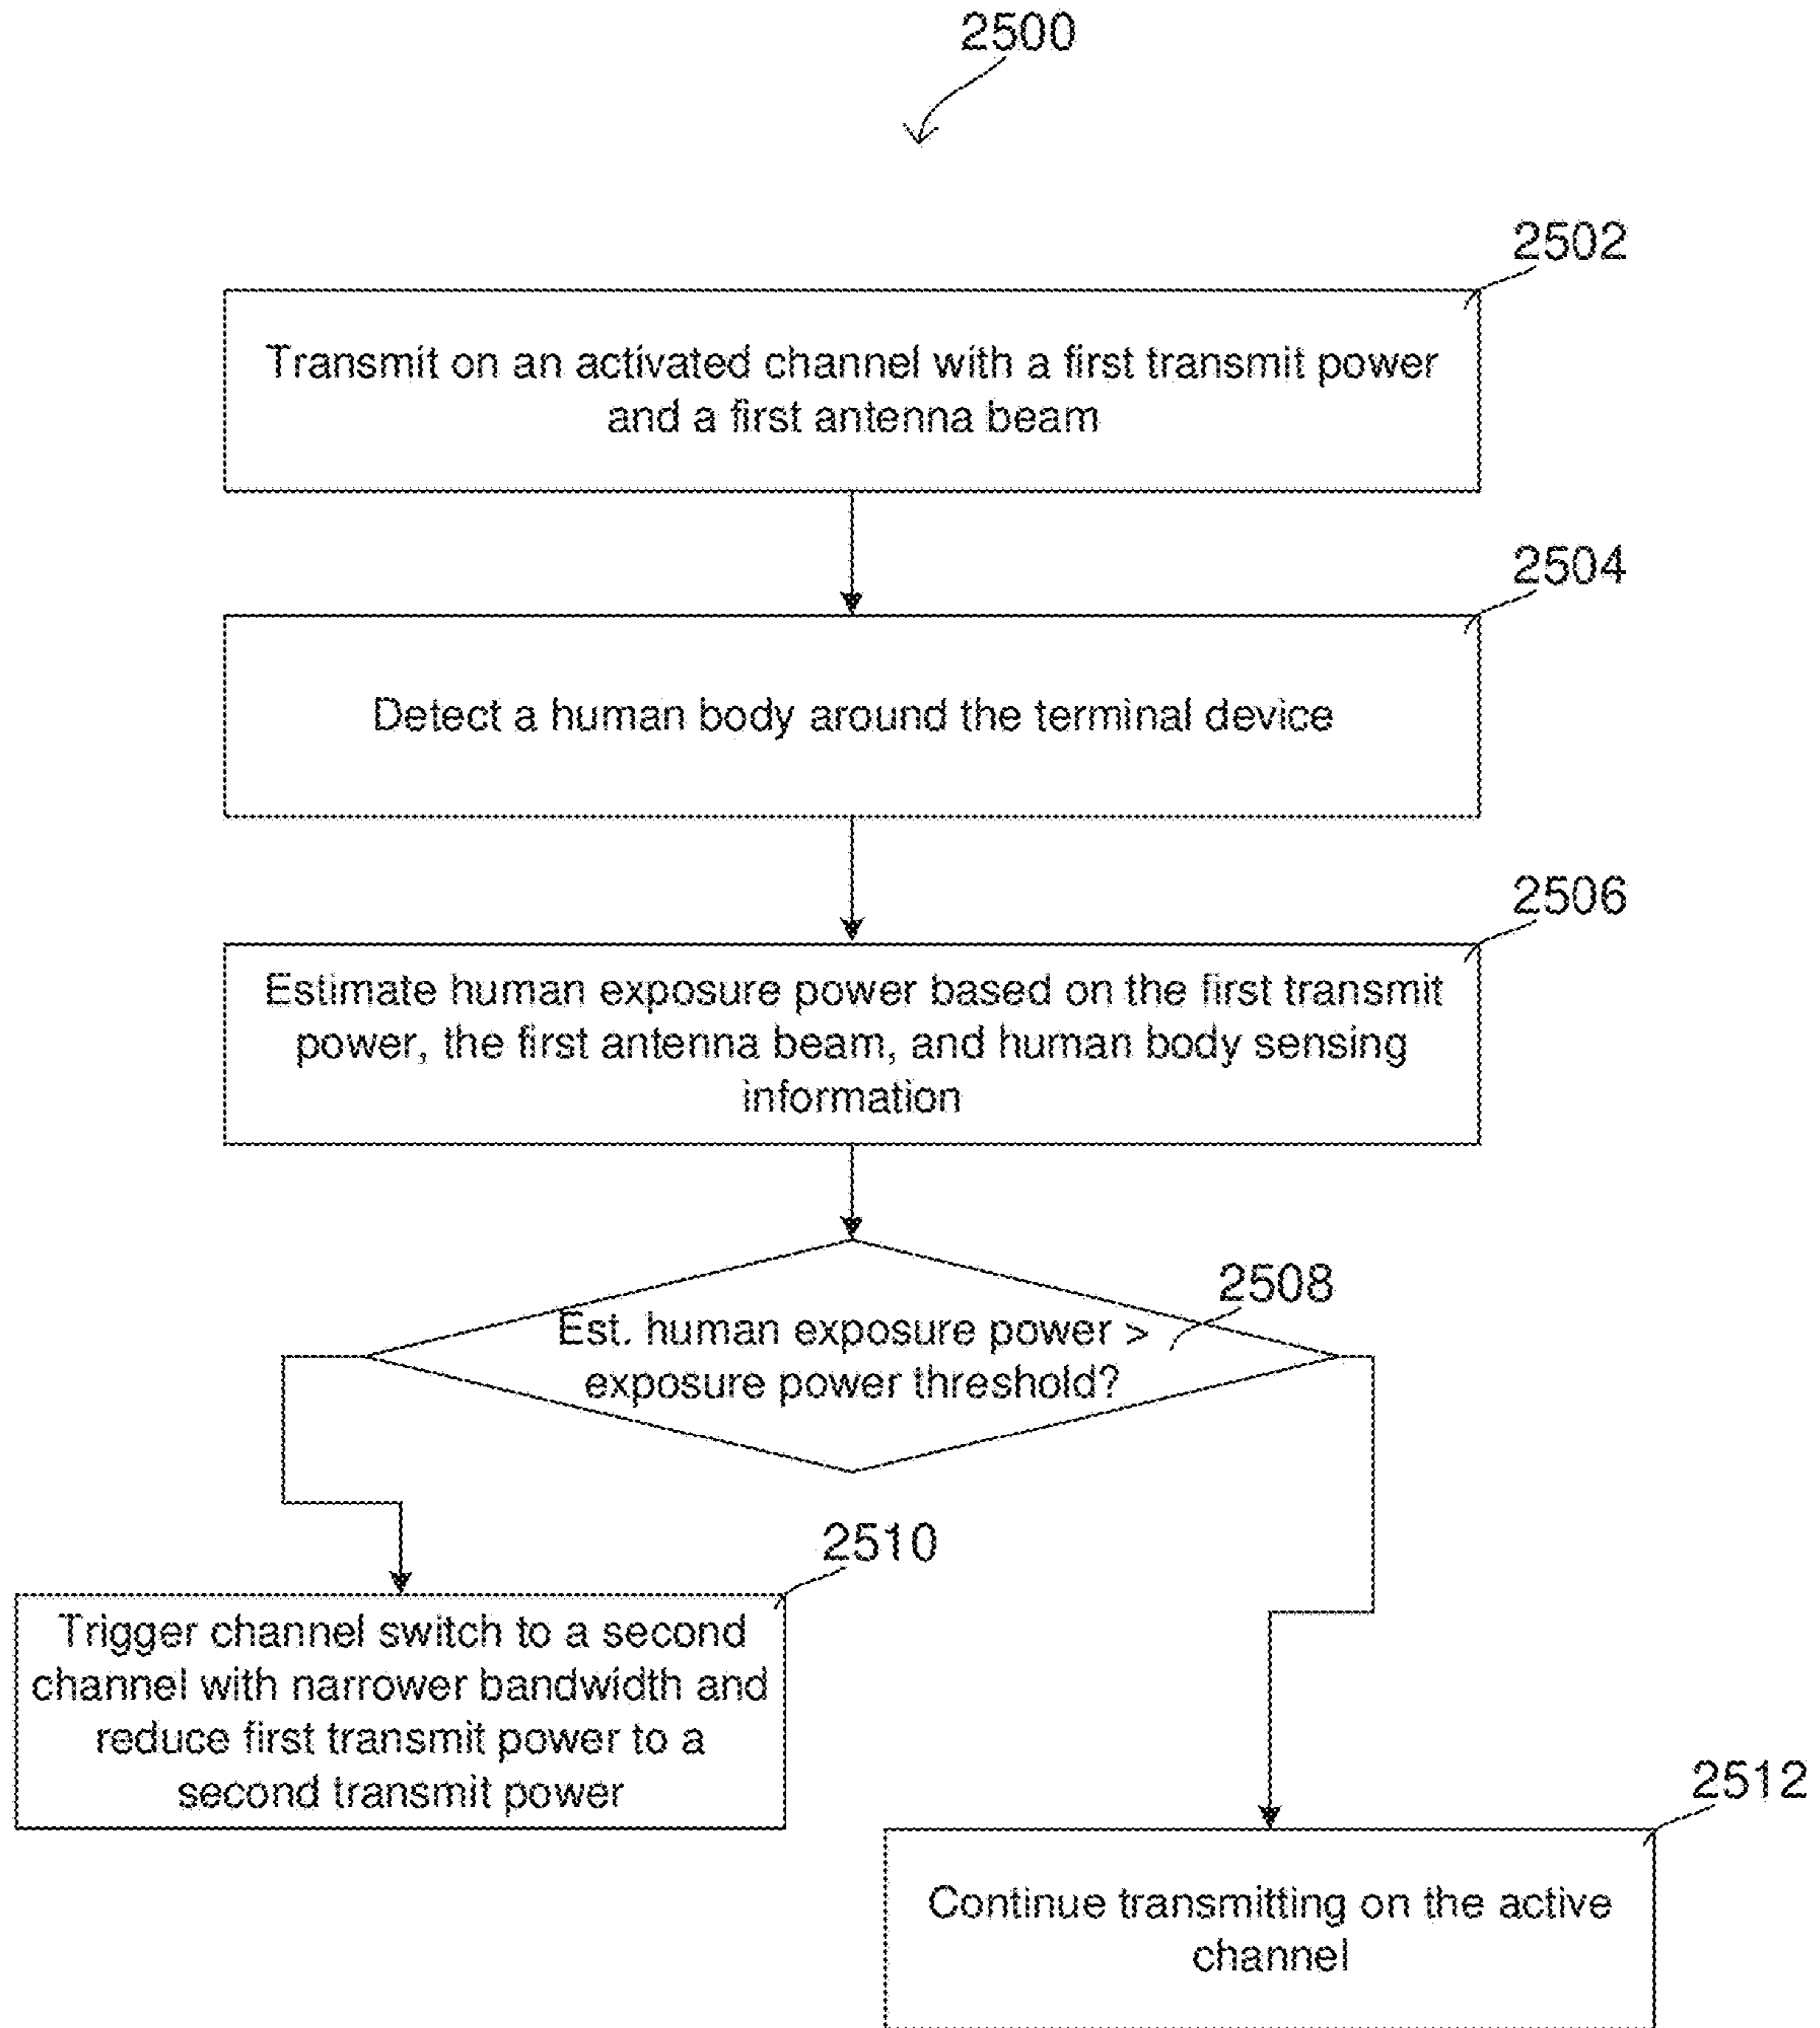 2500
2502
Transmit on an activated channel with a first transmit power
and a first antenna beam
2504
Detect a human body around the terminal device
2506
Estimate human exposure power based on the first transmit
power, the first antenna beam, and human body sensing
information
2508
Est. human exposure power >
exposure power threshold?
2510
Trigger channel switch to a second
channel with narrower bandwidth and
reduce first transmit power to a
second transmit power
2512
Continue transmitting on the active
channel